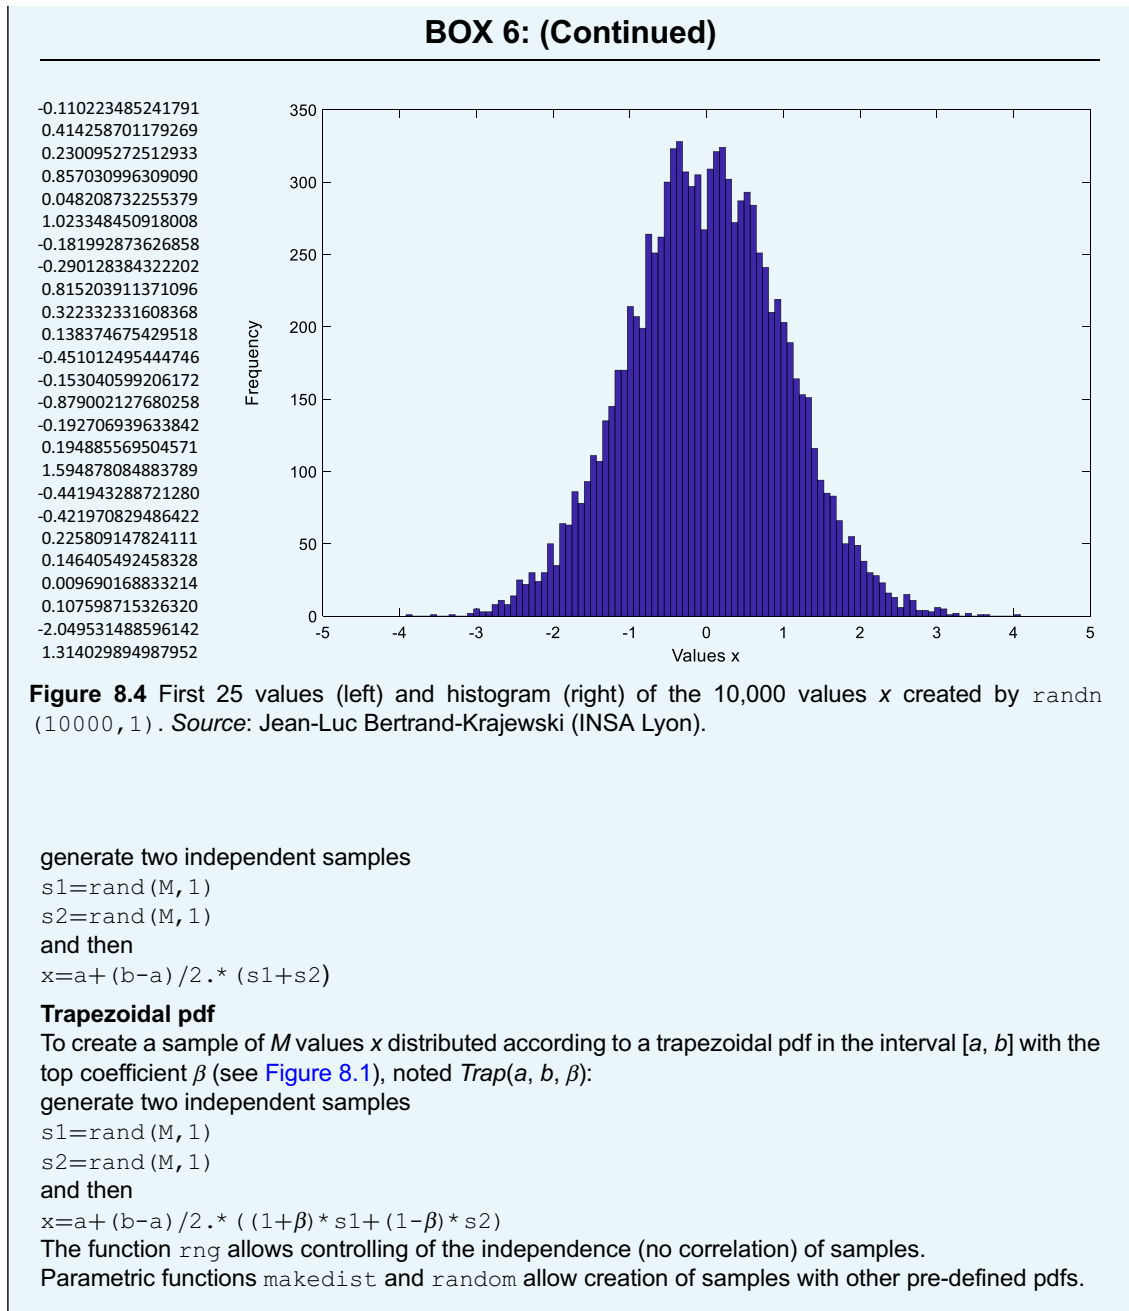 BOX 6: (Continued)
-0.110223485241791
0.414258701179269
0.230095272512933
0.857030996309090
0.048208732255379
1.023348450918008
-0.181992873626858
-0.290128384322202
0.815203911371096
0.322332331608368
0.138374675429518
-0.451012495444746
-0.153040599206172
-0.879002127680258
-0.192706939633842
0.194885569504571
1.594878084883789
-0.441943288721280
-0.421970829486422
0.225809147824111
0.146405492458328
0.009690168833214
0.107598715326320
-2.049531488596142
1.314029894987952
350
300
250
200
150
100
50
0
Frequency
-5 -4 -3 -2 -1 0 1 2 3 4 5
Values x
Figure 8.4 First 25 values (left) and histogram (right) of the 10,000 values x created by randn
(10000,1). Source: Jean-Luc Bertrand-Krajewski (INSA Lyon).
generate two independent samples
s1=rand(M,1)
s2=rand(M,1)
and then
x=a+(b-a)/2.*(s1+s2)
Trapezoidal pdf
To create a sample of M values x distributed according to a trapezoidal pdf in the interval [a, b] with the
top coefficient β (see Figure 8.1), noted Trap(a, b, β):
generate two independent samples
s1=rand(M,1)
s2=rand(M,1)
and then
x=a+(b-a)/2.*((1+β)*s1+(1-β)*s2)
The function rng allows controlling of the independence (no correlation) of samples.
Parametric functions makedist and random allow creation of samples with other pre-defined pdfs.